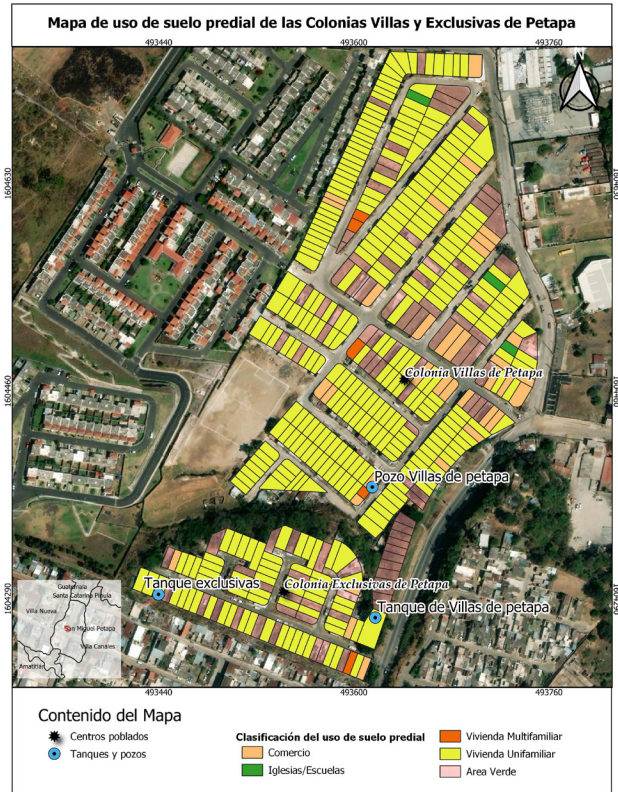 Mapa de uso de suelo predial de las Colonias Villas y Exclusivas de Petapa
493440 493600 493760
1604630 1604630
Colonia Villas de Petapa
1604460 1604460
Pozo Villas de petapa
Tanque exclusivas
Colonia Exclusivas de Petapa
1604290 1604290
Tanque de Villas de petapa
Guatemala
Santa Catarina Pinula
Villa Nueva
San Miguel Petapa
Villa Canales
Amatitlán
493440 493600 493760
Contenido del Mapa
Centros poblados
Tanques y pozos
Clasificación del uso de suelo predial
Comercio
Iglesias/Escuelas
Vivienda Multifamiliar
Vivienda Unifamiliar
Area Verde